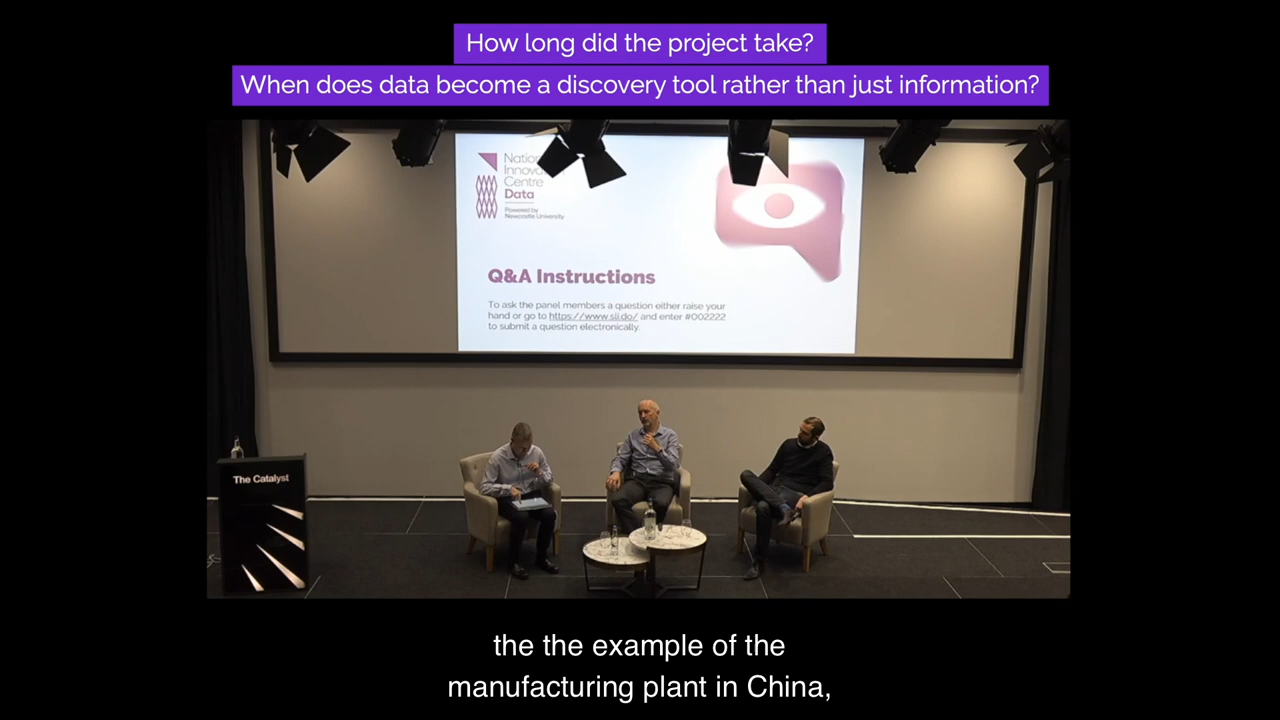 How long did the project take?
When does data become a discovery tool rather than just information?
Centre
Data
Powered by
Newcastle University
Q&A Instructions
To ask the panel members a question either raise your
hand or go to https://www.sli.do/ and enter #002222
to submit a question electronically.
The Catalyst
the the example of the
manufacturing plant in China,